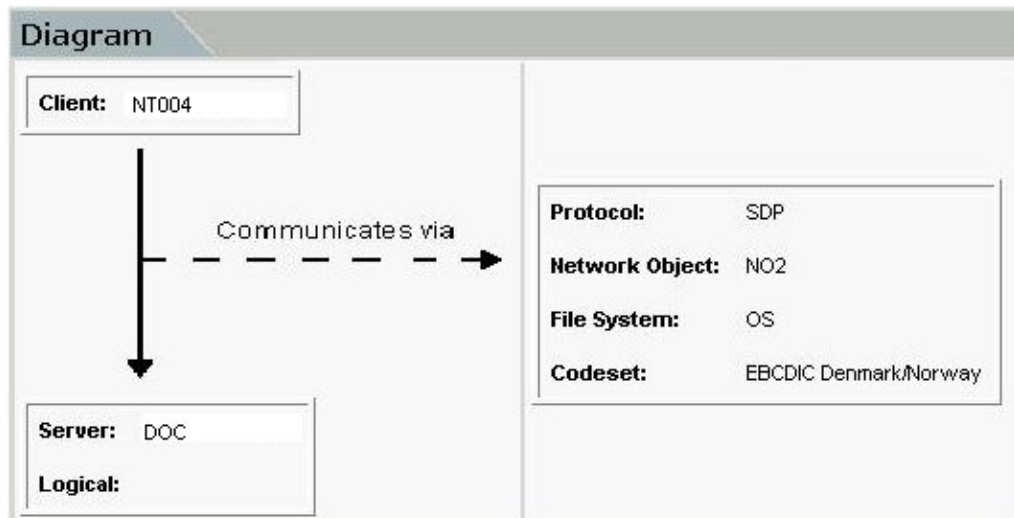 Diagram
Client: NT004
Communicates via
Protocol: SDP
Network Object: NO2
File System: OS
Codeset: EBCDIC Denmark/Norway
Server: DOC
Logical: